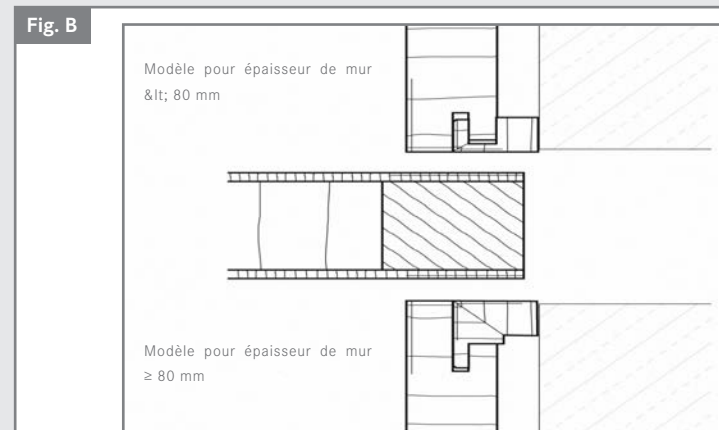 Fig. B
Modèle pour épaisseur de mur
&lt; 80 mm
Modèle pour épaisseur de mur
≥ 80 mm